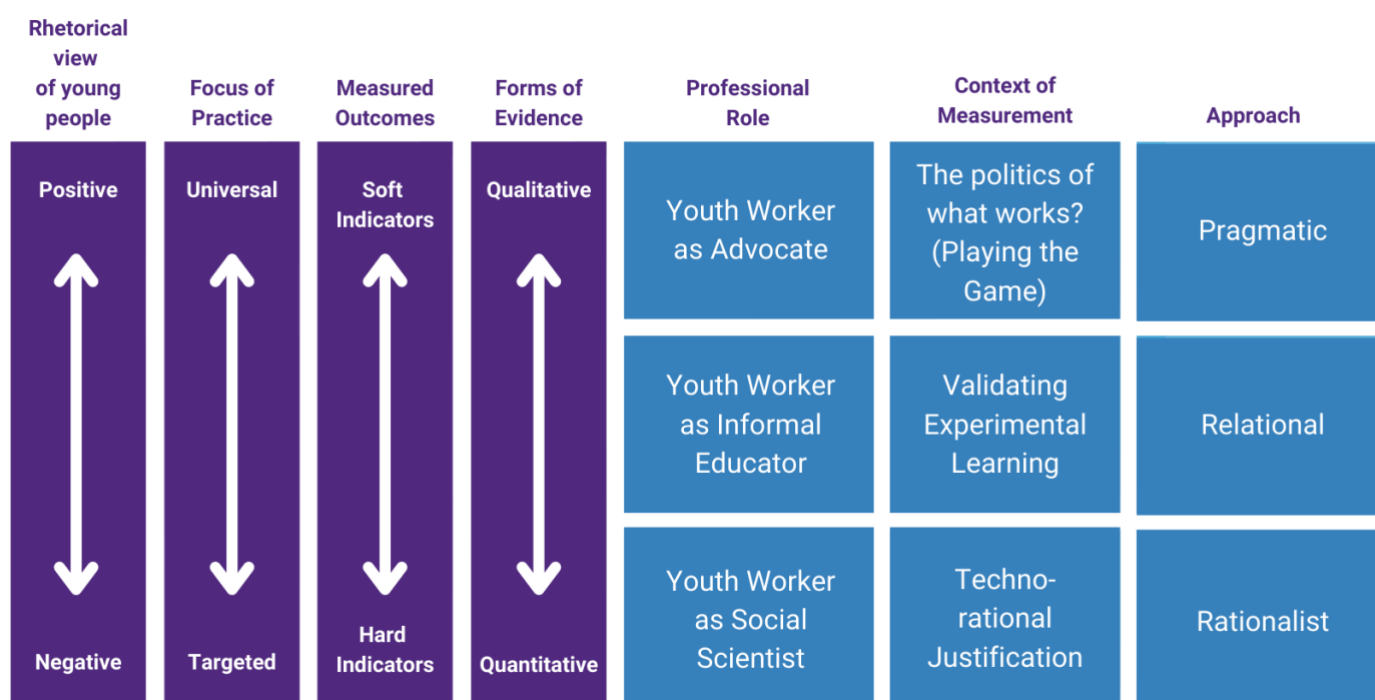 Rhetorical
view
of young
people
Focus of
Practice
Measured
Outcomes
Forms of
Evidence
Professional
Role
Context of
Measurement
Approach
Positive
Universal
Soft
Indicators
Qualitative
Youth Worker
as Advocate
The politics of
what works?
(Playing the
Game)
Pragmatic
Youth Worker
as Informal
Educator
Validating
Experimental
Learning
Relational
Negative
Targeted
Hard
Indicators
Quantitative
Youth Worker
as Social
Scientist
Techno-
rational
Justification
Rationalist